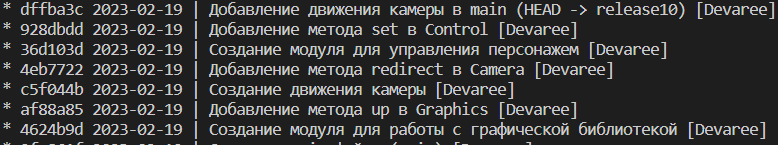 * dffba3c 2023-02-19 | Добавление движения камеры в main (HEAD -> release10) [Devaree]
* 928dbdd 2023-02-19 | Добавление метода set в Control [Devaree]
* 36d103d 2023-02-19 | Создание модуля для управления персонажем [Devaree]
* 4eb7722 2023-02-19 | Добавление метода redirect в Camera [Devaree]
* c5f044b 2023-02-19 | Создание движения камеры [Devaree]
* af88a85 2023-02-19 | Добавление метода up в Graphics [Devaree]
* 4624b9d 2023-02-19 | Создание модуля для работы с графической библиотекой [Devaree]